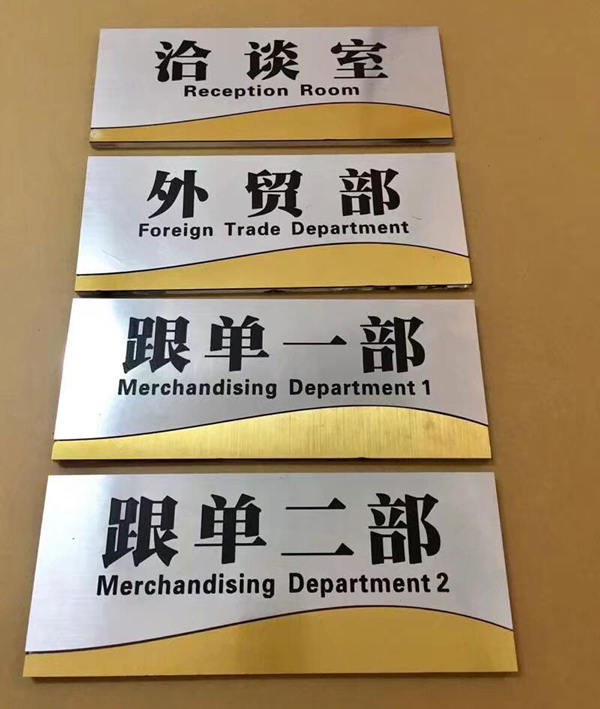 洽谈室
Reception Room
外贸部
Foreign Trade Department
跟单一部
Merchandising Department 1
跟单二部
Merchandising Department 2